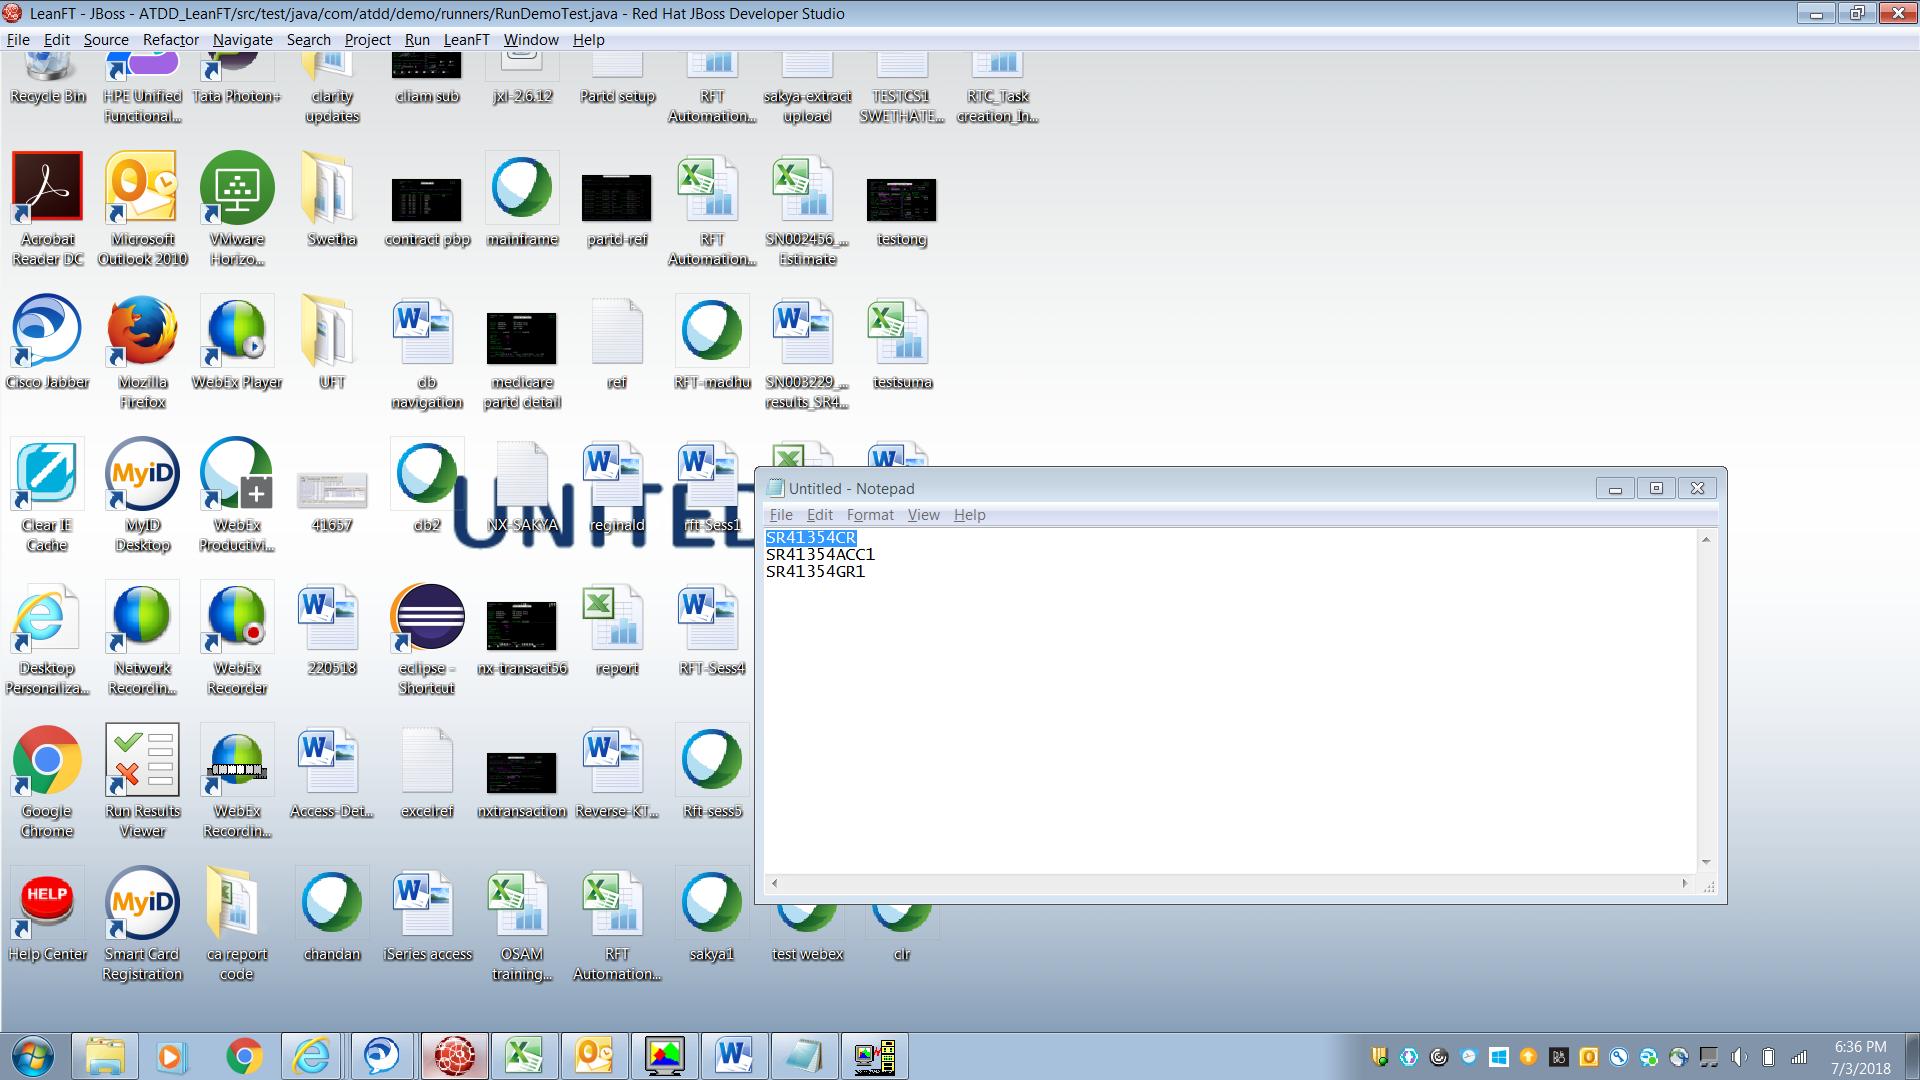 LeanFT - JBoss - ATDD_LeanFT/src/test/java/com/atdd/demo/runners/RunDemoTest.java - Red Hat JBoss Developer Studio
File Edit Source Refactor Navigate Search Project Run LeanFT Window Help
Recycle Bin
HPE Unified
Functional...
Tata Photon+
clarity
updates
cliam sub
jxl-2.6.12
Partd setup
RFT
Automation...
sakya-extract
upload
TESTCS1
SWETHATE...
RTC_Task
creation_In...
Acrobat
Reader DC
Microsoft
Outlook 2010
VMware
Horizo...
Swetha
contract pbp
mainframe
partd-ref
RFT
Automation...
SN002456_...
Estimate
testong
Cisco Jabber
Mozilla
Firefox
WebEx Player
UFT
db
navigation
medicare
partd detail
ref
RFT-madhu
SN003229_...
results_SR4...
testsuma
Clear IE
Cache
MyiD
MyID
Desktop
WebEx
Productivi...
41657
db2
NX-SAKYA
reginald
rft-Sess1
UNITED
Desktop
Personaliza...
Network
Recordin...
WebEx
Recorder
220518
eclipse -
Shortcut
nx-transact56
report
RFT-Sess4
Google
Chrome
Run Results
Viewer
WebEx
Recordin...
Access-Det...
excelref
nxtransaction
Reverse-KT...
Rft-sess5
HELP
Help Center
MyiD
Smart Card
Registration
ca report
code
chandan
iSeries access
OSAM
training...
RFT
Automation...
sakya1
test webex
clr
Untitled - Notepad
File Edit Format View Help
SR41354CR
SR41354ACC1
SR41354GR1
6:36 PM
7/3/2018